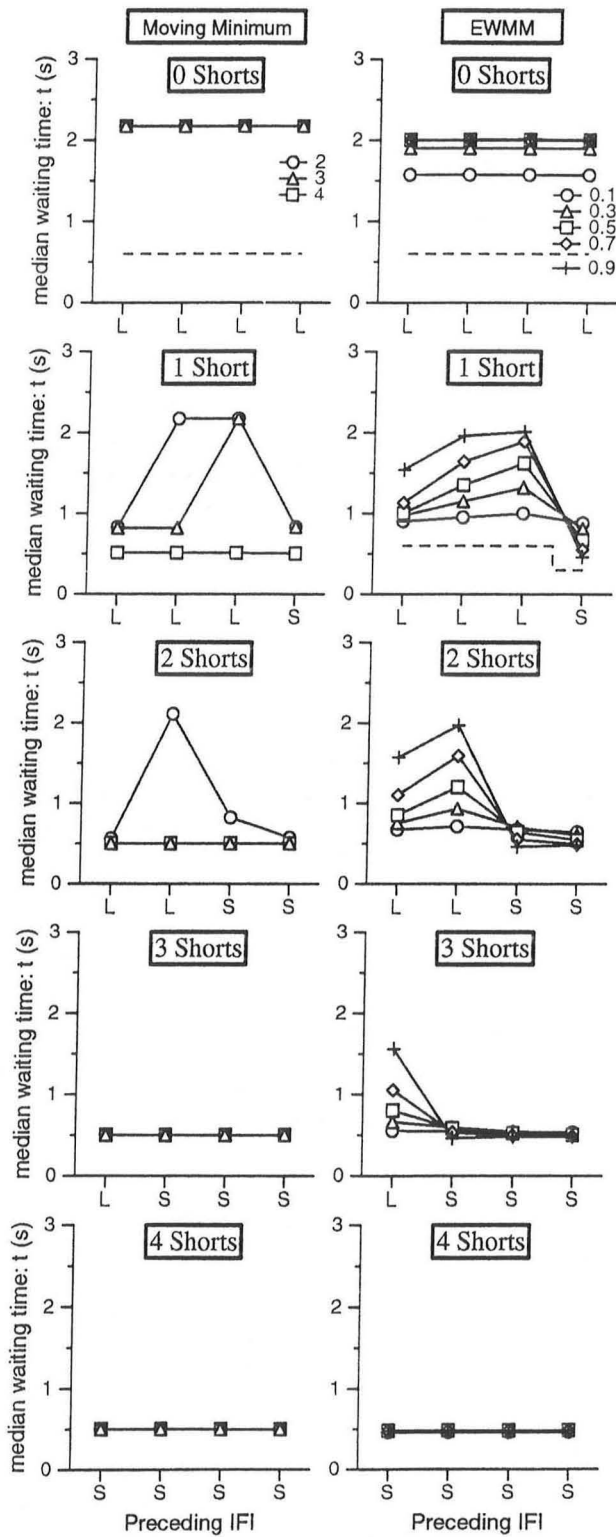 Moving Minimum EWMM
0 Shorts 0 Shorts
median waiting time: t (s)
3 3
2 2
1 1
0 0
2
3
4
0.1
0.3
0.5
0.7
0.9
L L L L L L L L
1 Short 1 Short
median waiting time: t (s)
3 3
2 2
1 1
0 0
L L L S L L L S
2 Shorts 2 Shorts
median waiting time: t (s)
3 3
2 2
1 1
0 0
L L S S L L S S
3 Shorts 3 Shorts
median waiting time: t (s)
3 3
2 2
1 1
0 0
L S S S L S S S
4 Shorts 4 Shorts
median waiting time: t (s)
3 3
2 2
1 1
0 0
S S S S S S S S
Preceding IFI Preceding IFI